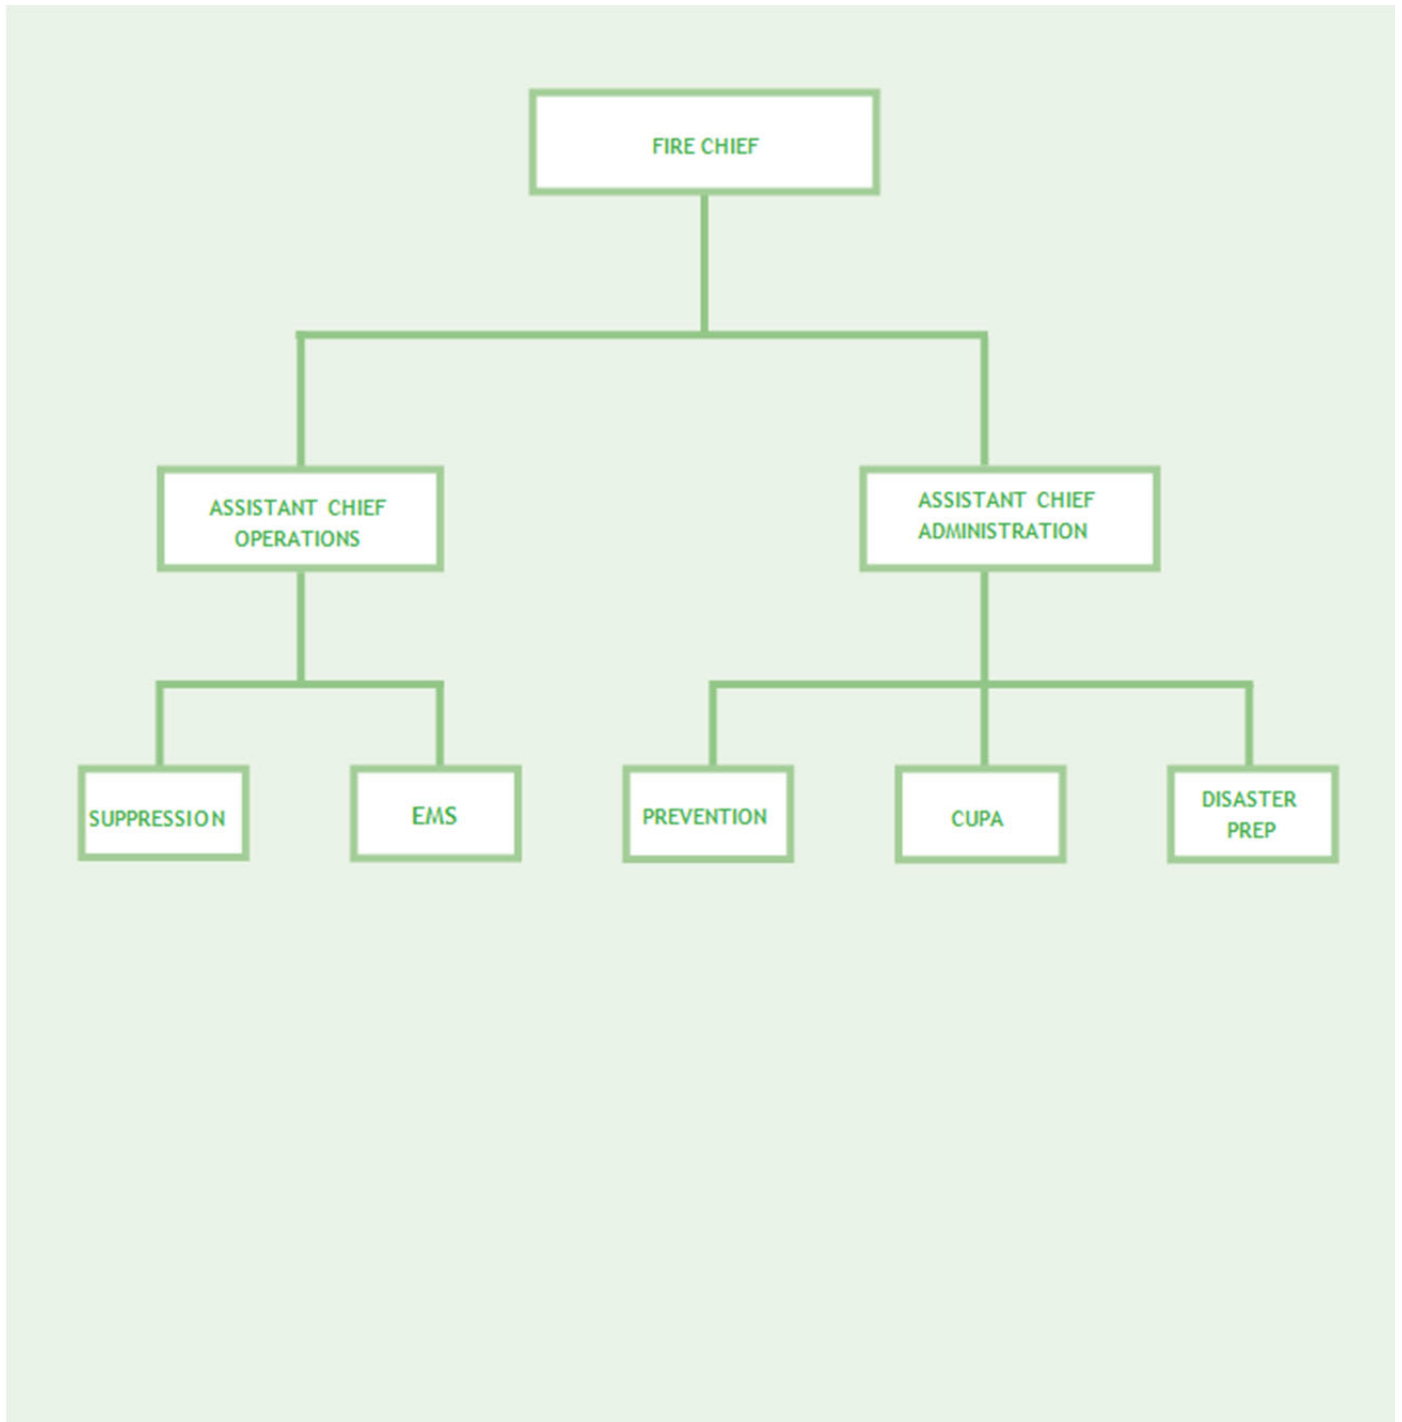 FIRE CHIEF
ASSISTANT CHIEF
OPERATIONS
ASSISTANT CHIEF
ADMINISTRATION
SUPPRESSION
EMS
PREVENTION
CUPA
DISASTER
PREP